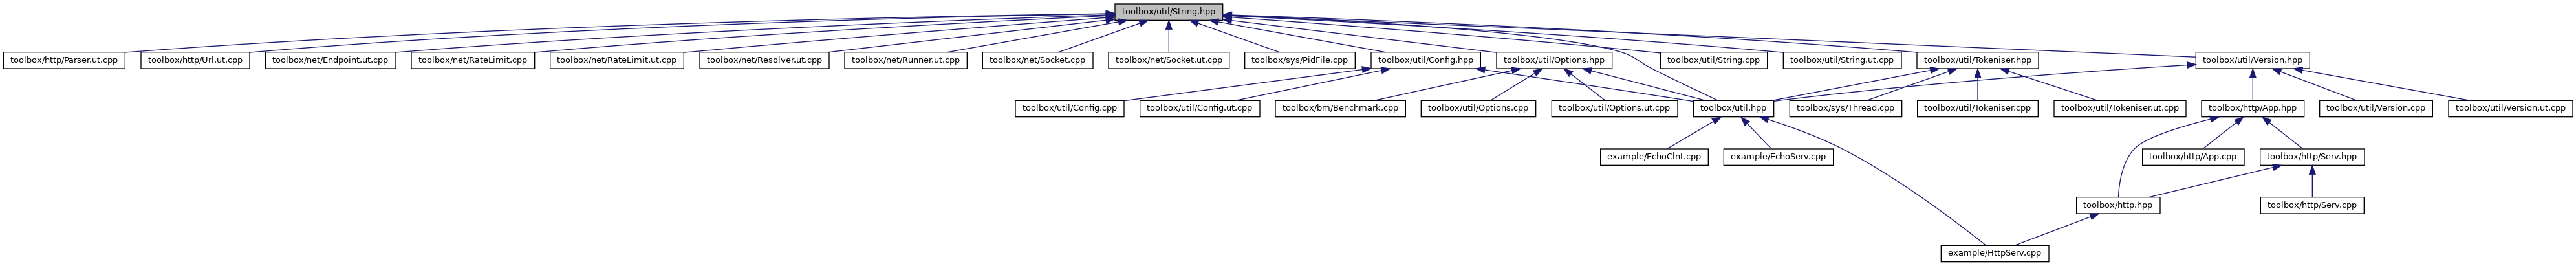 toolbox/util/String.hpp
toolbox/http/Parser.ut.cpp
toolbox/http/Url.ut.cpp
toolbox/net/Endpoint.ut.cpp
toolbox/net/RateLimit.cpp
toolbox/net/RateLimit.ut.cpp
toolbox/net/Resolver.ut.cpp
toolbox/net/Runner.ut.cpp
toolbox/net/Socket.cpp
toolbox/net/Socket.ut.cpp
toolbox/sys/PidFile.cpp
toolbox/util/Config.hpp
toolbox/util/Options.hpp
toolbox/util/String.cpp
toolbox/util/String.ut.cpp
toolbox/util/Tokeniser.hpp
toolbox/util/Version.hpp
toolbox/util/Config.cpp
toolbox/util/Config.ut.cpp
toolbox/bm/Benchmark.cpp
toolbox/util/Options.cpp
toolbox/util/Options.ut.cpp
toolbox/util.hpp
toolbox/sys/Thread.cpp
toolbox/util/Tokeniser.cpp
toolbox/util/Tokeniser.ut.cpp
toolbox/http/App.hpp
toolbox/util/Version.cpp
toolbox/util/Version.ut.cpp
example/EchoClnt.cpp
example/EchoServ.cpp
toolbox/http/App.cpp
toolbox/http/Serv.hpp
toolbox/http.hpp
toolbox/http/Serv.cpp
example/HttpServ.cpp